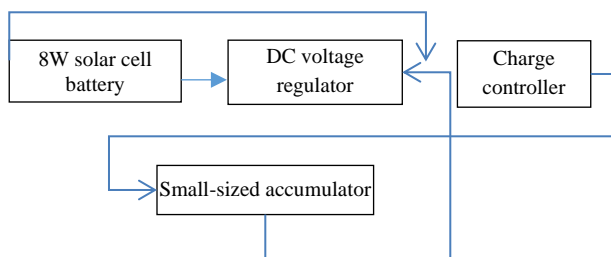 8W solar cell
battery
DC voltage
regulator
Charge
controller
Small-sized accumulator